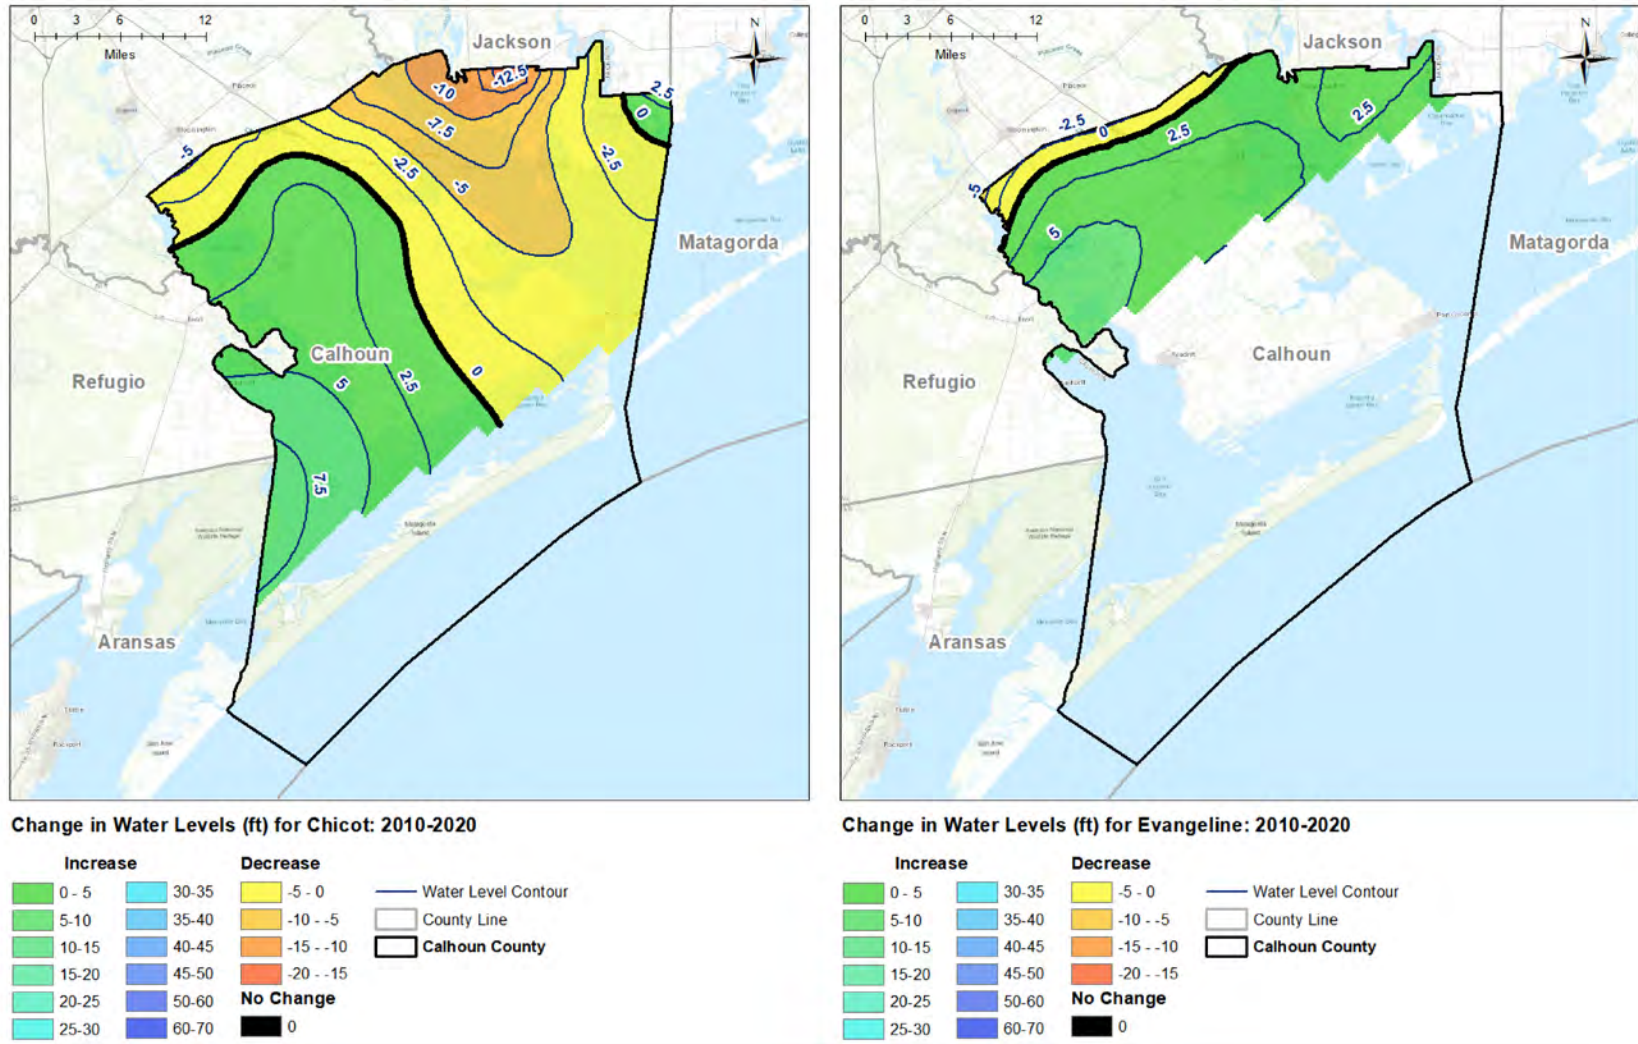 0 3 6 12
Miles
N
Jackson
-12.5
-10
2.5
0
-7.5
-5
-2.5
-2.5
-5
Matagorda
Calhoun
Refugio
5
2.5
0
7.5
Aransas
0 3 6 12
Miles
N
Jackson
-2.5
0
2.5
2.5
-5
5
Matagorda
Calhoun
Refugio
Aransas
Change in Water Levels (ft) for Chicot: 2010-2020
Increase Decrease
0 - 5 30-35 -5 - 0 Water Level Contour
5-10 35-40 -10 - -5 County Line
10-15 40-45 -15 - -10 Calhoun County
15-20 45-50 -20 - -15
20-25 50-60 No Change
25-30 60-70 0
Change in Water Levels (ft) for Evangeline: 2010-2020
Increase Decrease
0 - 5 30-35 -5 - 0 Water Level Contour
5-10 35-40 -10 - -5 County Line
10-15 40-45 -15 - -10 Calhoun County
15-20 45-50 -20 - -15
20-25 50-60 No Change
25-30 60-70 0